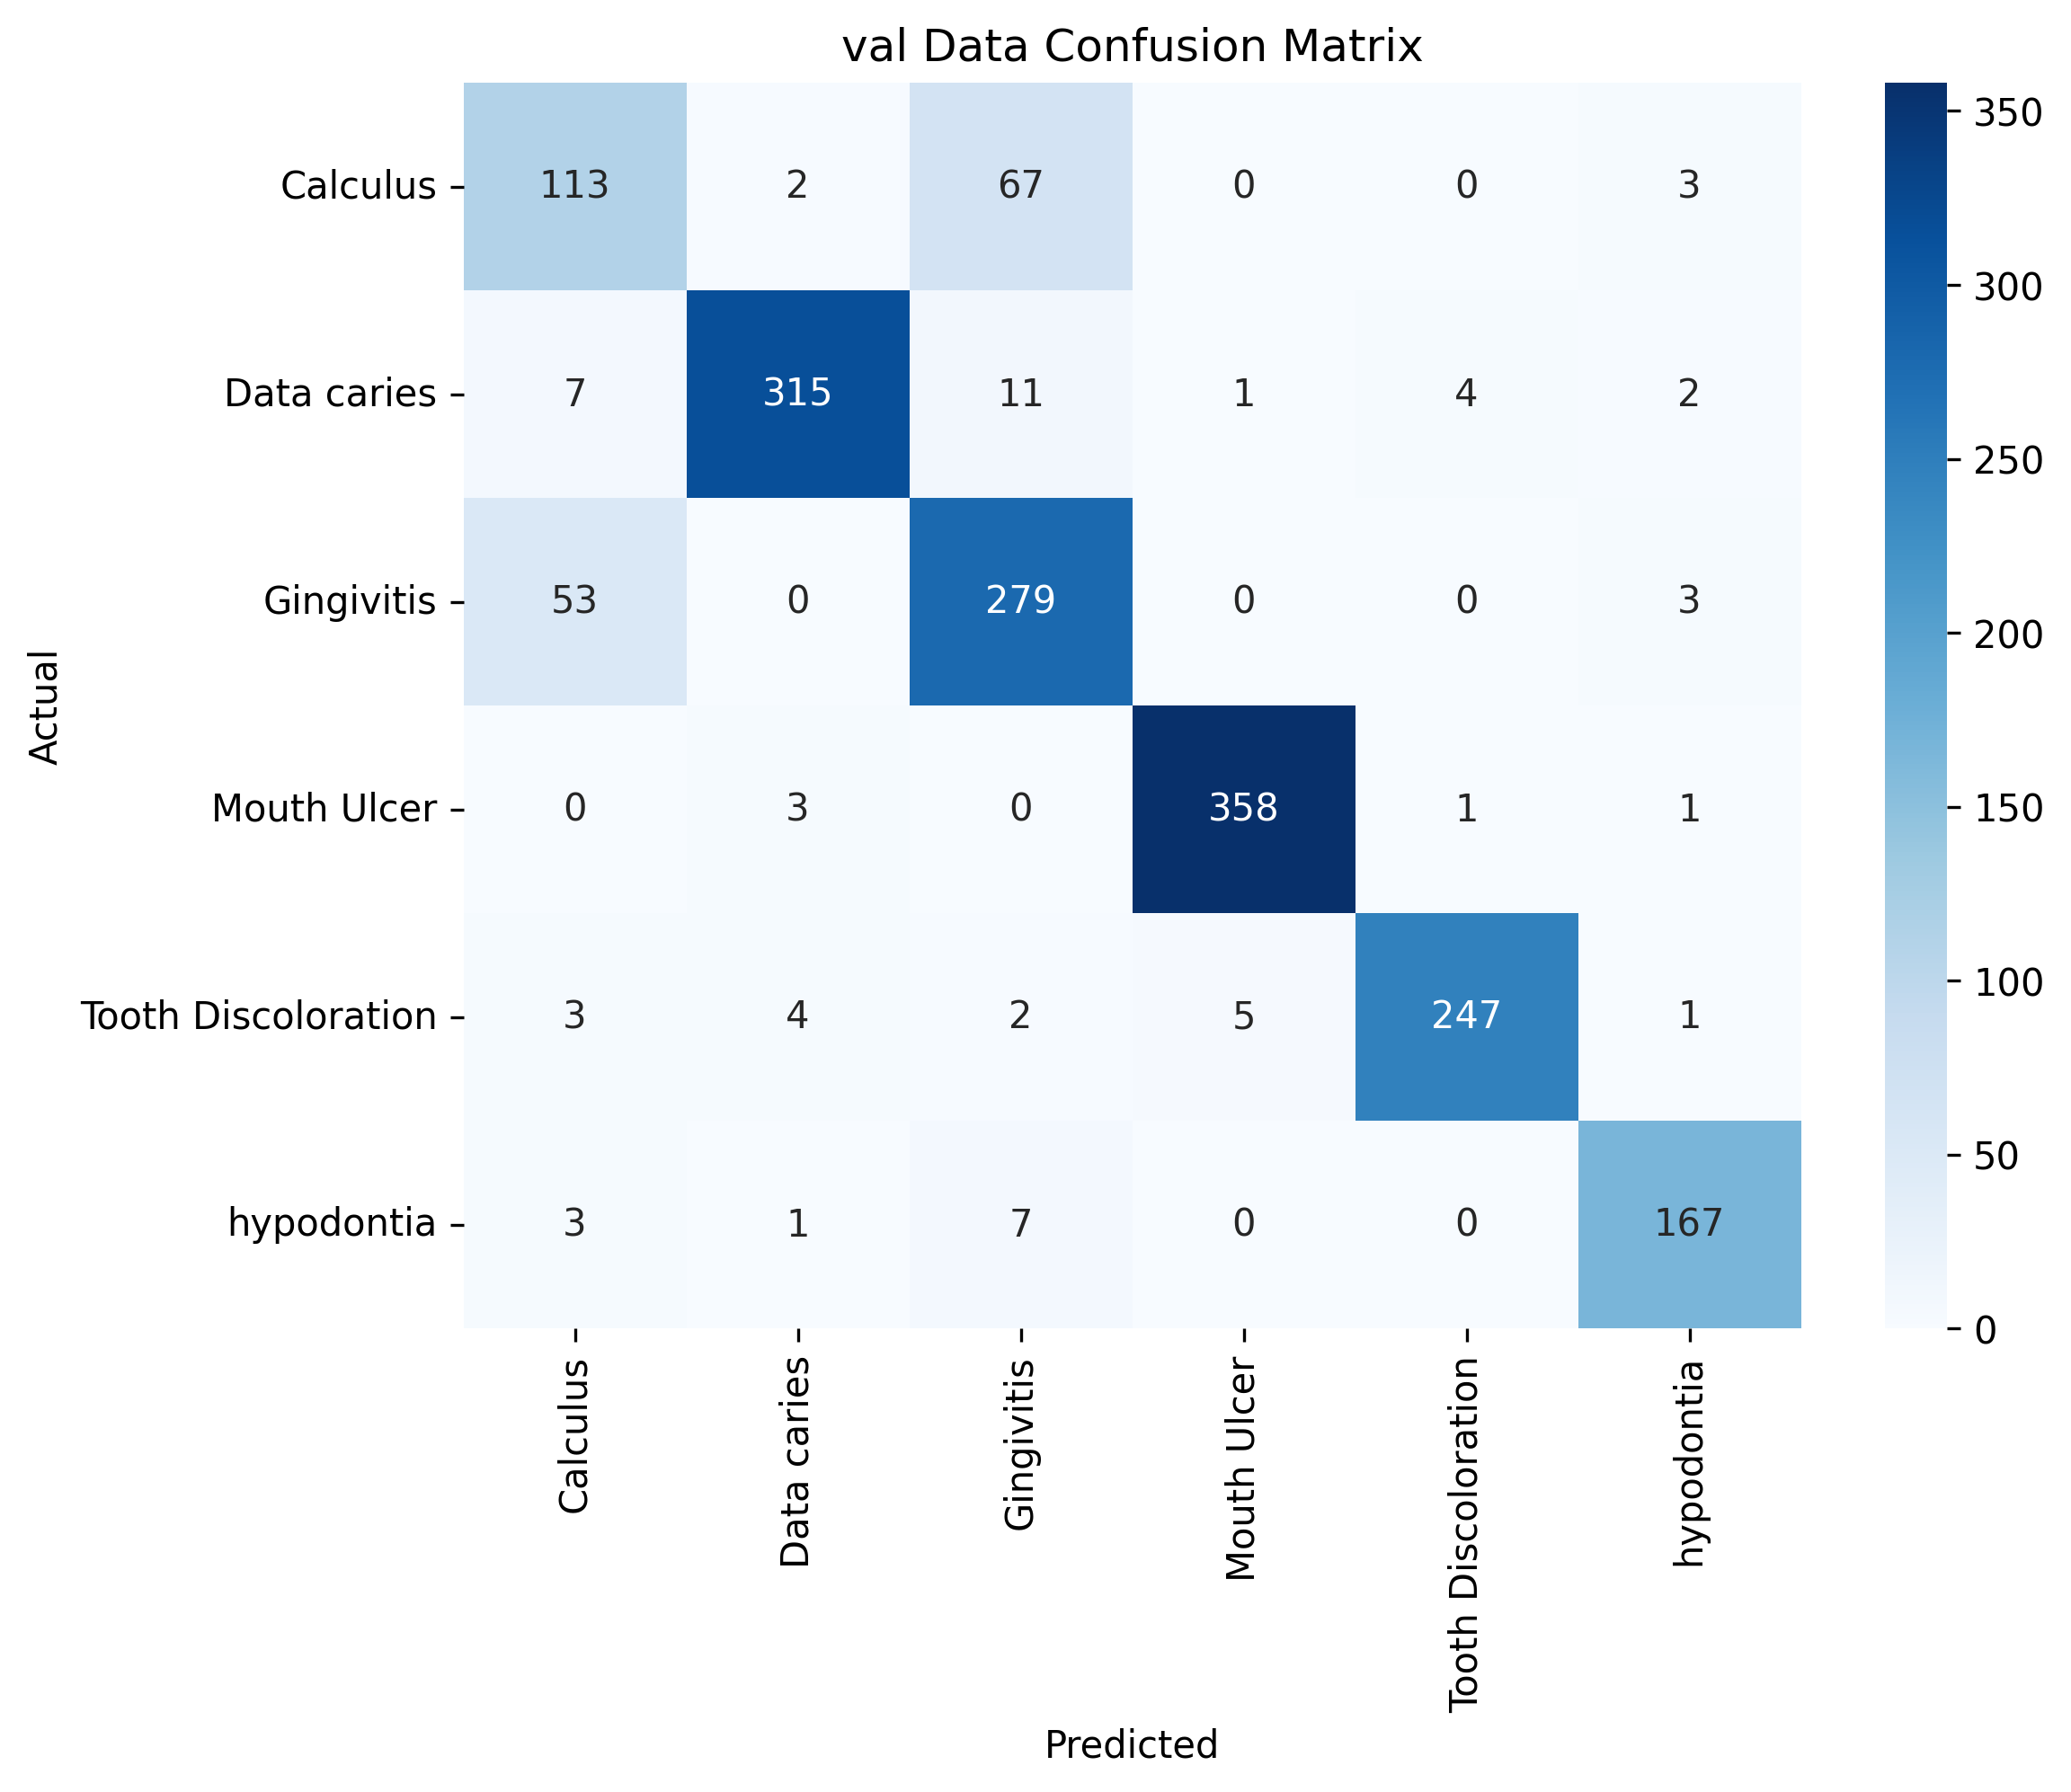 val Data Confusion Matrix
Actual
Calculus 113 2 67 0 0 3
Data caries 7 315 11 1 4 2
Gingivitis 53 0 279 0 0 3
Mouth Ulcer 0 3 0 358 1 1
Tooth Discoloration 3 4 2 5 247 1
hypodontia 3 1 7 0 0 167
Calculus
Data caries
Gingivitis
Mouth Ulcer
Tooth Discoloration
hypodontia
Predicted
350
300
250
200
150
100
50
0